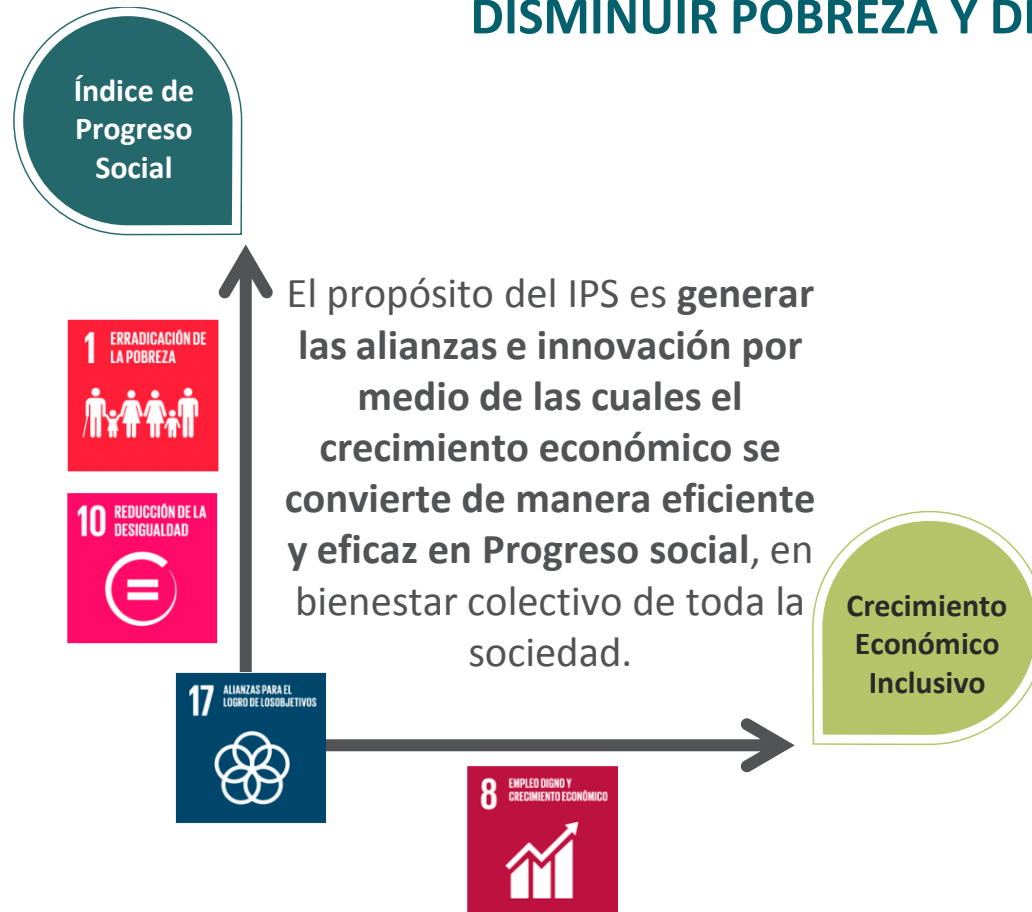 DISMINUIR POBREZA Y
Índice de
Progreso
Social
El propósito del IPS es generar
las alianzas e innovación por
medio de las cuales el
crecimiento económico se
convierte de manera eficiente
y eficaz en Progreso social, en
bienestar colectivo de toda la
sociedad.
1 ERRADICACIÓN DE
LA POBREZA
10 REDUCCIÓN DE LA
DESIGUALDAD
Crecimiento
Económico
Inclusivo
17 ALIANZAS PARA EL
LOGRO DE LOSOBJETIVOS
8 EMPLEO DIGNO Y
CRECIMIENTO ECONÓMICO